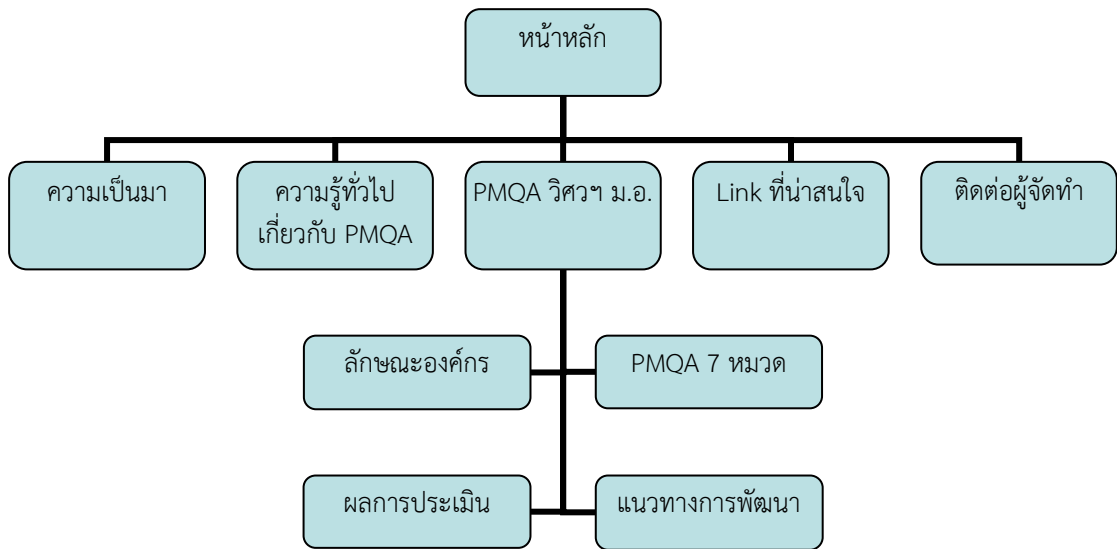 หน้าหลัก
ความเป็นมา
ความรู้ทั่วไป
เกี่ยวกับ PMQA
PMQA วิศวฯ ม.อ.
Link ที่น่าสนใจ
ติดต่อผู้จัดทำ
ลักษณะองค์กร
PMQA 7 หมวด
ผลการประเมิน
แนวทางการพัฒนา